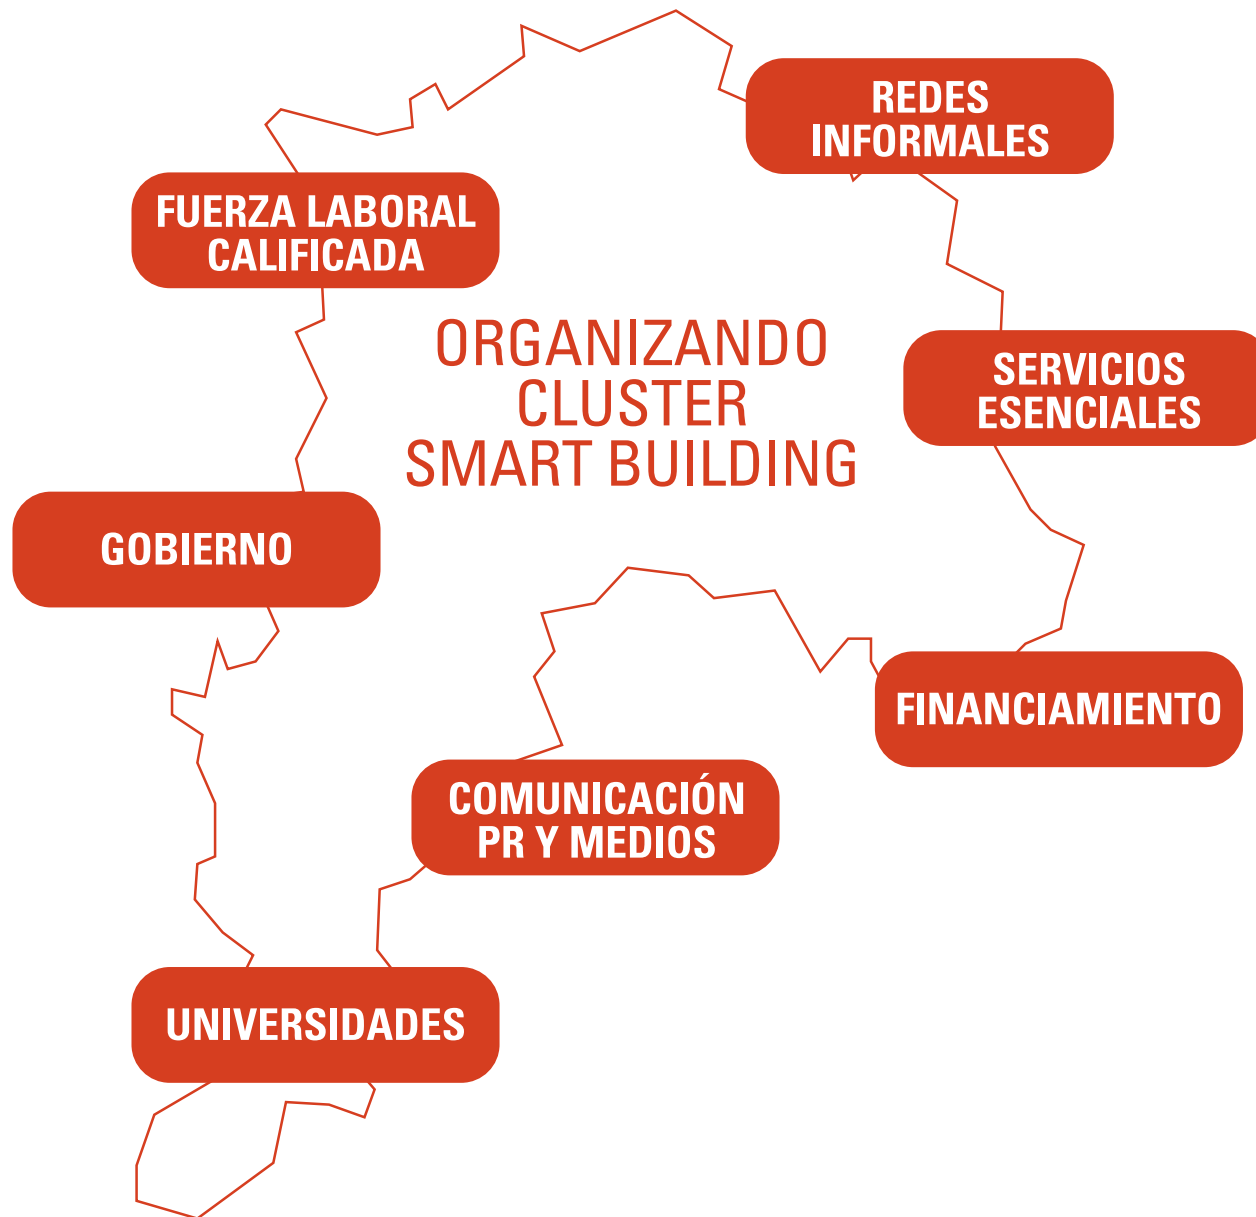 REDES
INFORMALES
FUERZA LABORAL
CALIFICADA
ORGANIZANDO
CLUSTER
SMART BUILDING
SERVICIOS
ESENCIALES
GOBIERNO
FINANCIAMIENTO
COMUNICACIÓN
PR Y MEDIOS
UNIVERSIDADES